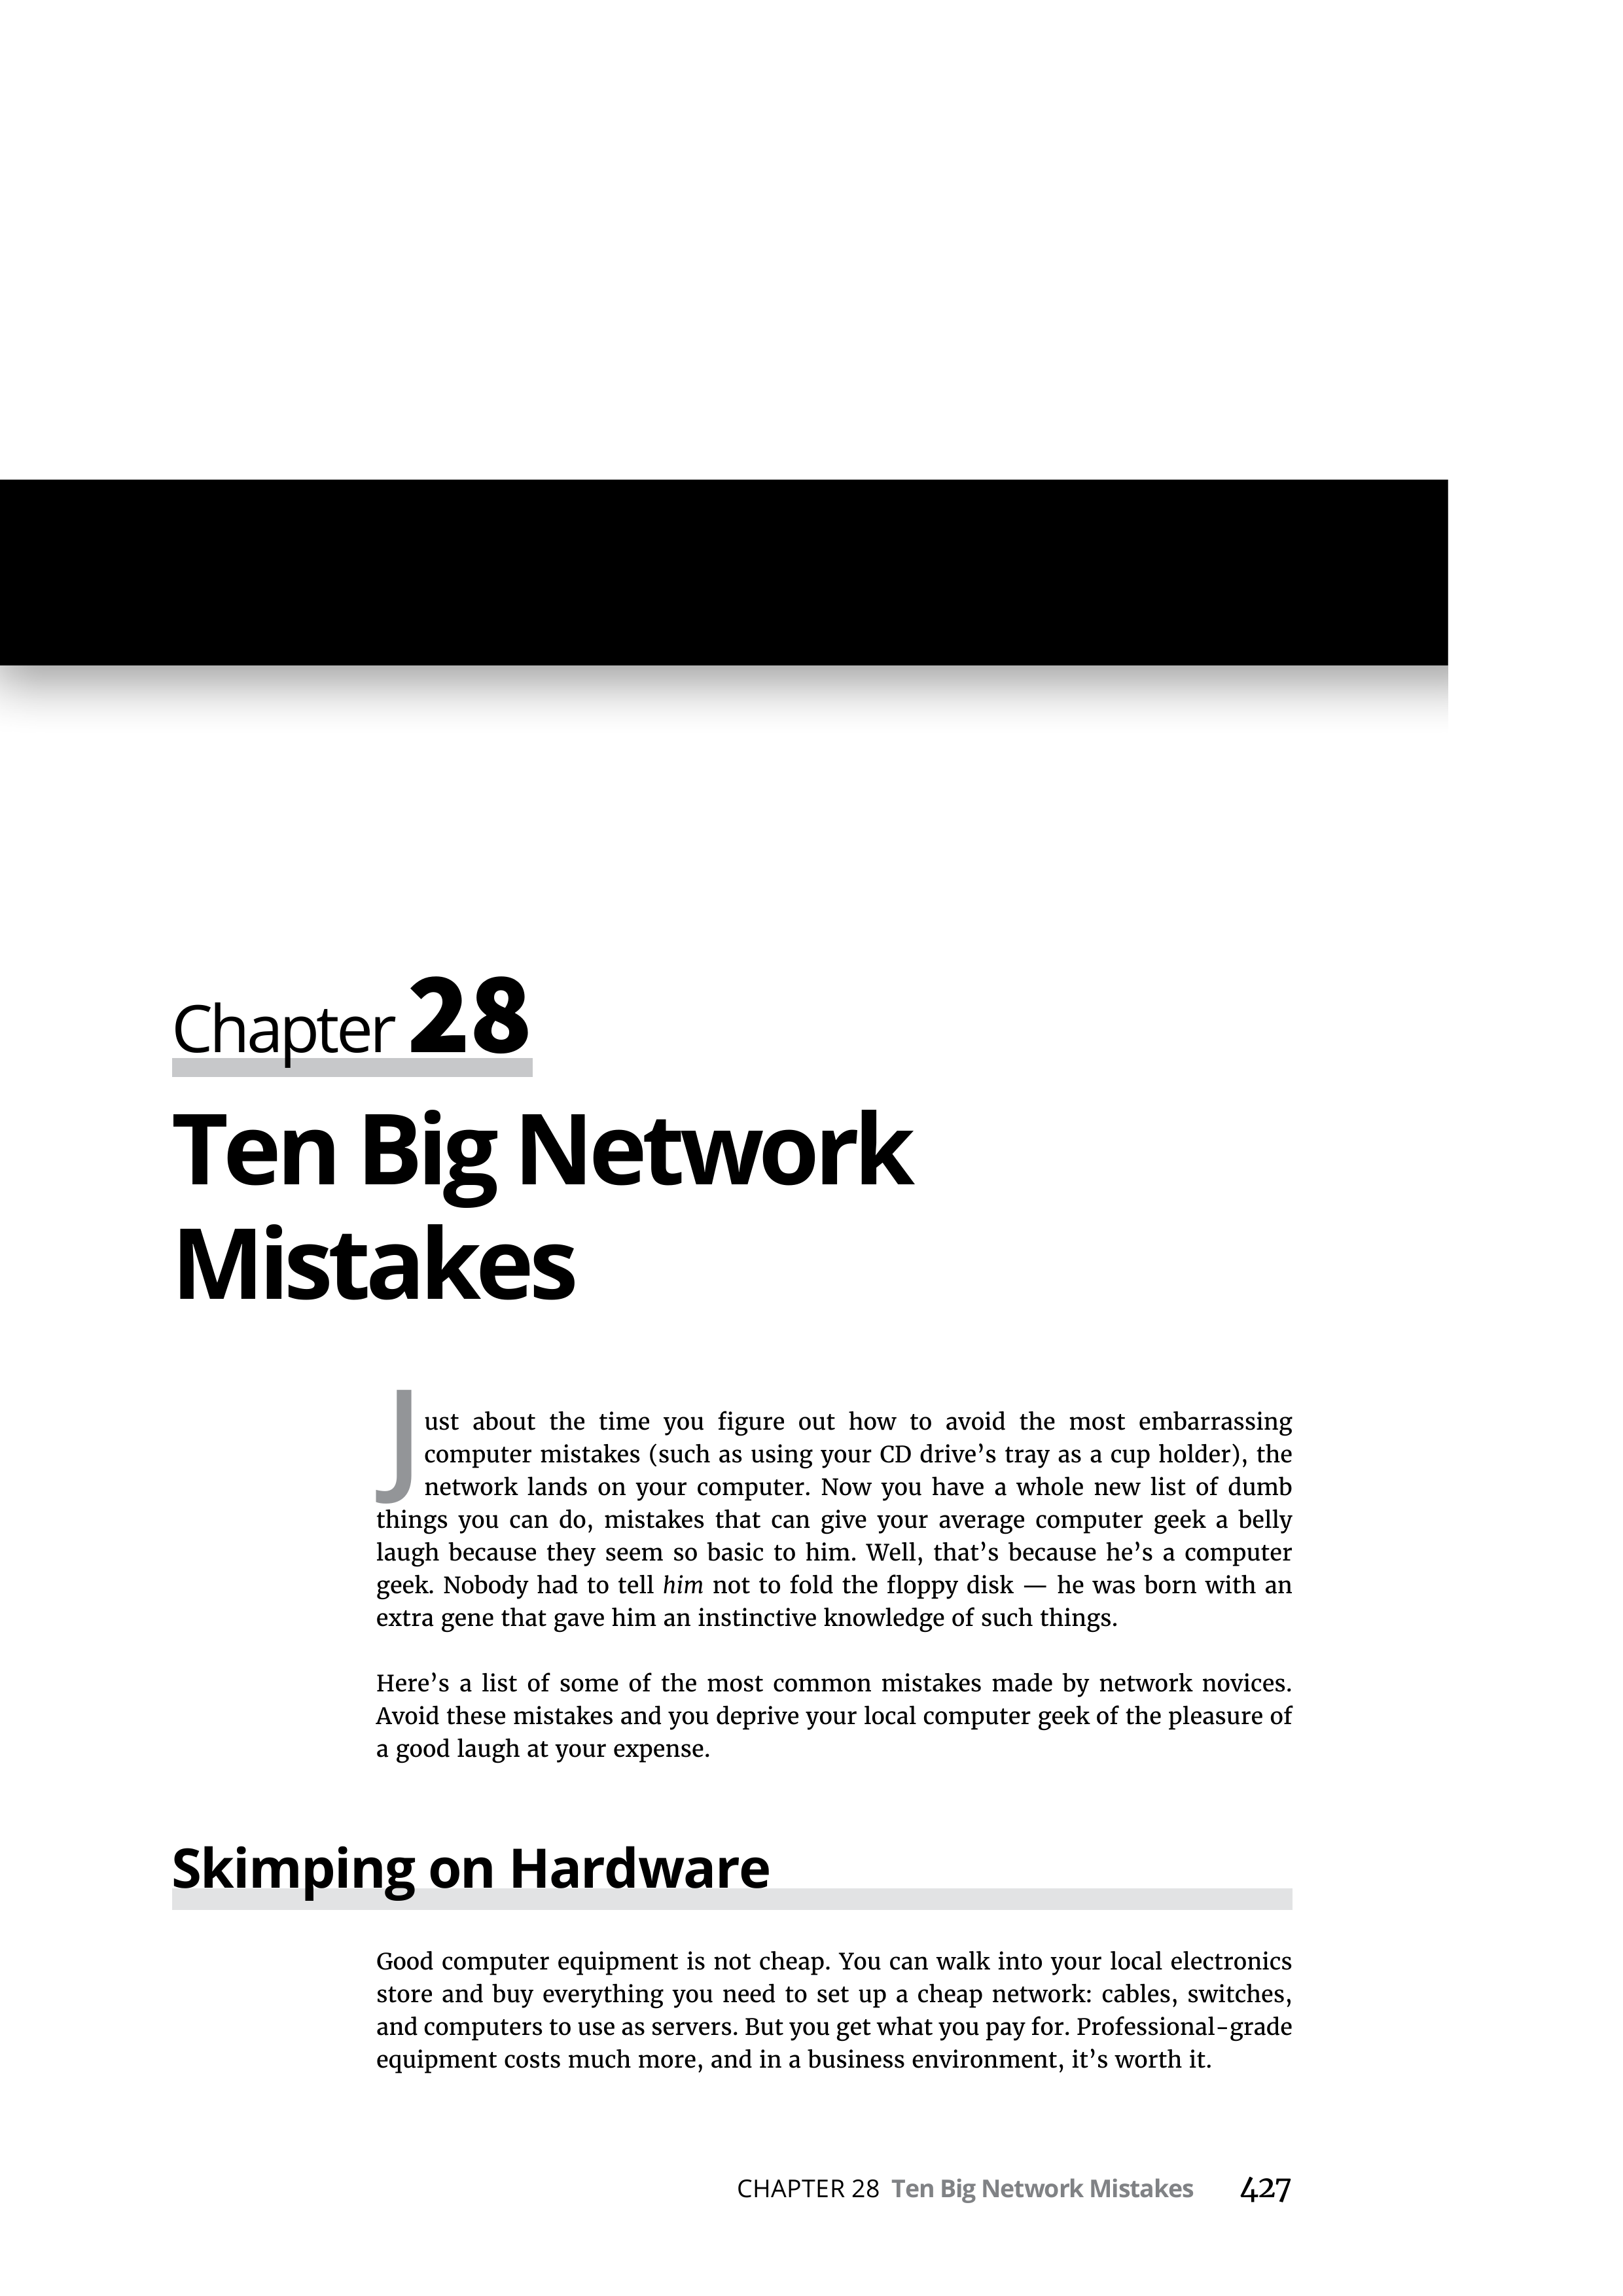 Chapter 28
Ten Big Network
Mistakes
Just about the time you figure out how to avoid the most embarrassing
computer mistakes (such as using your CD drive’s tray as a cup holder), the
network lands on your computer. Now you have a whole new list of dumb
things you can do, mistakes that can give your average computer geek a belly
laugh because they seem so basic to him. Well, that’s because he’s a computer
geek. Nobody had to tell him not to fold the floppy disk — he was born with an
extra gene that gave him an instinctive knowledge of such things.
Here’s a list of some of the most common mistakes made by network novices.
Avoid these mistakes and you deprive your local computer geek of the pleasure of
a good laugh at your expense.
Skimping on Hardware
Good computer equipment is not cheap. You can walk into your local electronics
store and buy everything you need to set up a cheap network: cables, switches,
and computers to use as servers. But you get what you pay for. Professional-grade
equipment costs much more, and in a business environment, it’s worth it.
CHAPTER 28 Ten Big Network Mistakes 427